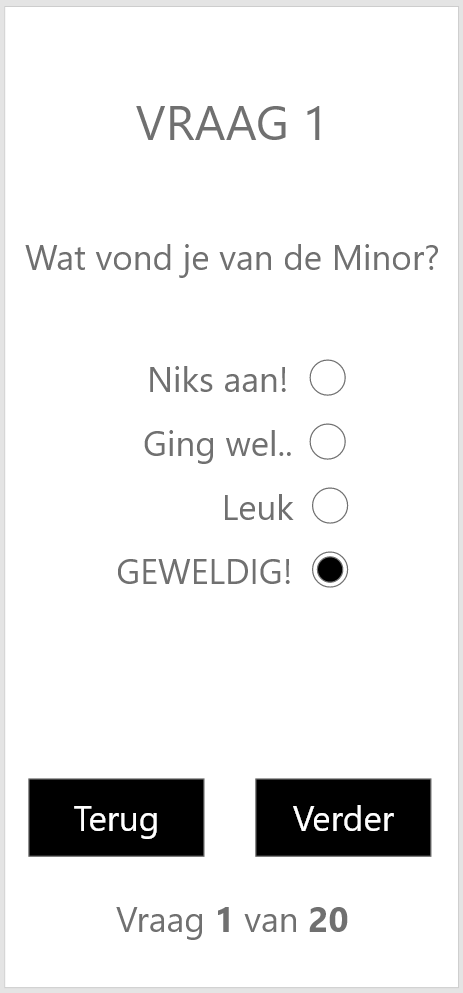 VRAAG 1
Wat vond je van de Minor?
Niks aan!
Ging wel..
Leuk
GEWELDIG!
Terug Verder
Vraag 1 van 20